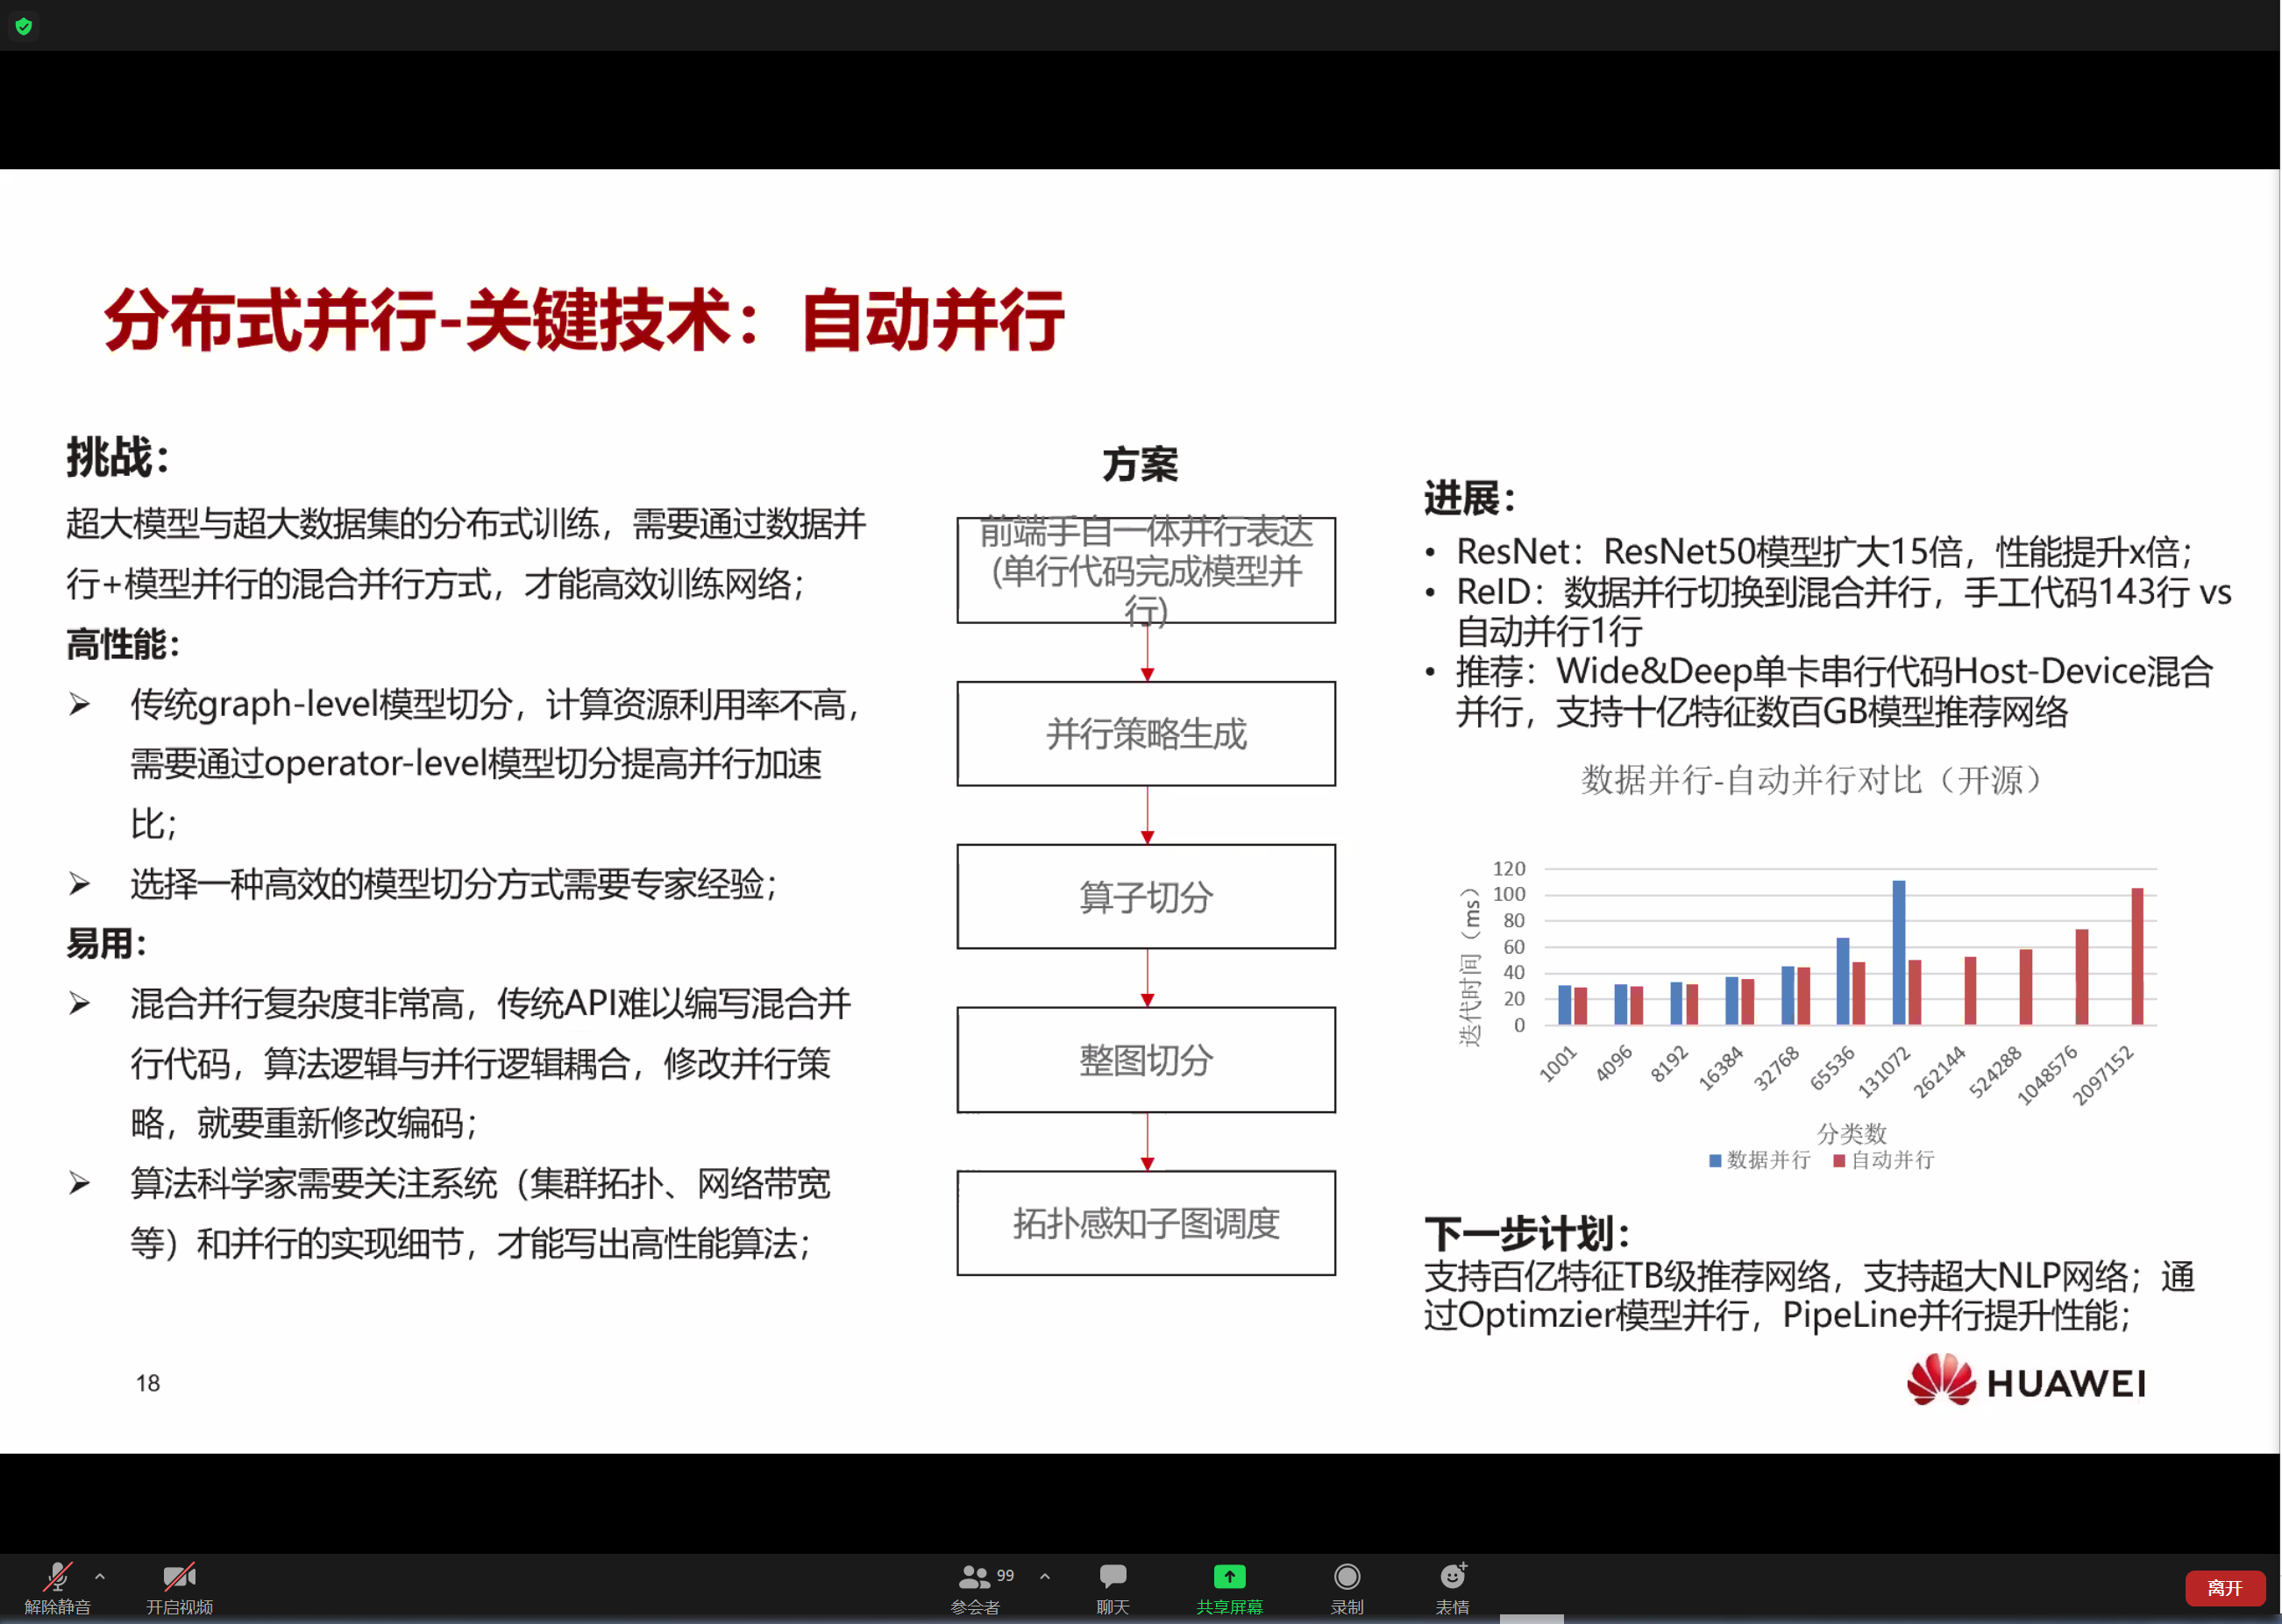 分布式并行-关键技术：自动并行
挑战：
超大模型与超大数据集的分布式训练，需要通过数据并
行+模型并行的混合并行方式，才能高效训练网络；
高性能：
传统graph-level模型切分，计算资源利用率不高，
需要通过operator-level模型切分提高并行加速
比；
选择一种高效的模型切分方式需要专家经验；
易用：
混合并行复杂度非常高，传统API难以编写混合并
行代码，算法逻辑与并行逻辑耦合，修改并行策
略，就要重新修改编码；
算法科学家需要关注系统（集群拓扑、网络带宽
等）和并行的实现细节，才能写出高性能算法；
18
方案
前端手自一体并行表达
(单行代码完成模型并
行)
并行策略生成
算子切分
整图切分
拓扑感知子图调度
进展：
• ResNet：ResNet50模型扩大15倍，性能提升x倍；
• ReID：数据并行切换到混合并行，手工代码143行 vs
自动并行1行
• 推荐：Wide&Deep单卡串行代码Host-Device混合
并行，支持十亿特征数百GB模型推荐网络
数据并行-自动并行对比（开源）
迭代时间（ms）
120
100
80
60
40
20
0
1001 4096 8192 16384 32768 65536 131072 262144 524288 1048576 2097152
分类数
数据并行 自动并行
下一步计划：
支持百亿特征TB级推荐网络，支持超大NLP网络；通
过Optimzier模型并行，PipeLine并行提升性能；
HUAWEI
解除静音 开启视频 参会者 99 聊天 共享屏幕 录制 表情 离开